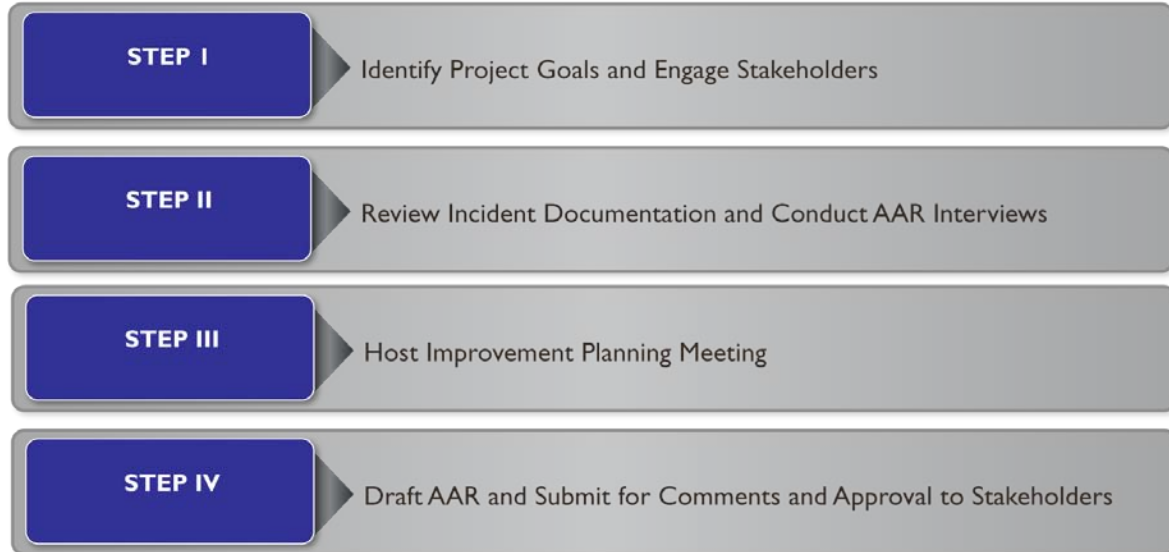 STEP I
Identify Project Goals and Engage Stakeholders
STEP II
Review Incident Documentation and Conduct AAR Interviews
STEP III
Host Improvement Planning Meeting
STEP IV
Draft AAR and Submit for Comments and Approval to Stakeholders